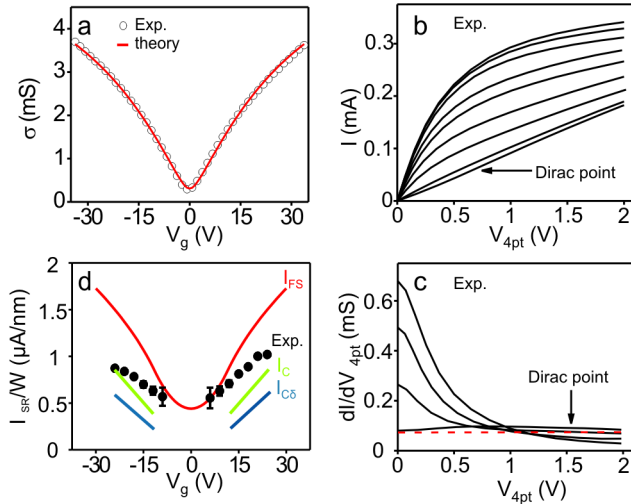 a
Exp.
theory
σ (mS)
4
3
2
1
0
-30 -15 0 15 30
V_g (V)
b
Exp.
I (mA)
0.3
0.2
0.1
0
Dirac point
0 0.5 1 1.5 2
V_4pt (V)
d
I_SR/W (µA/nm)
2
1.5
1
0.5
0
I_FS
Exp.
I_C
I_Cδ
-30 -15 0 15 30
V_g (V)
c
Exp.
dI/dV_4pt (mS)
0.6
0.4
0.2
0
Dirac point
0 0.5 1 1.5 2
V_4pt (V)